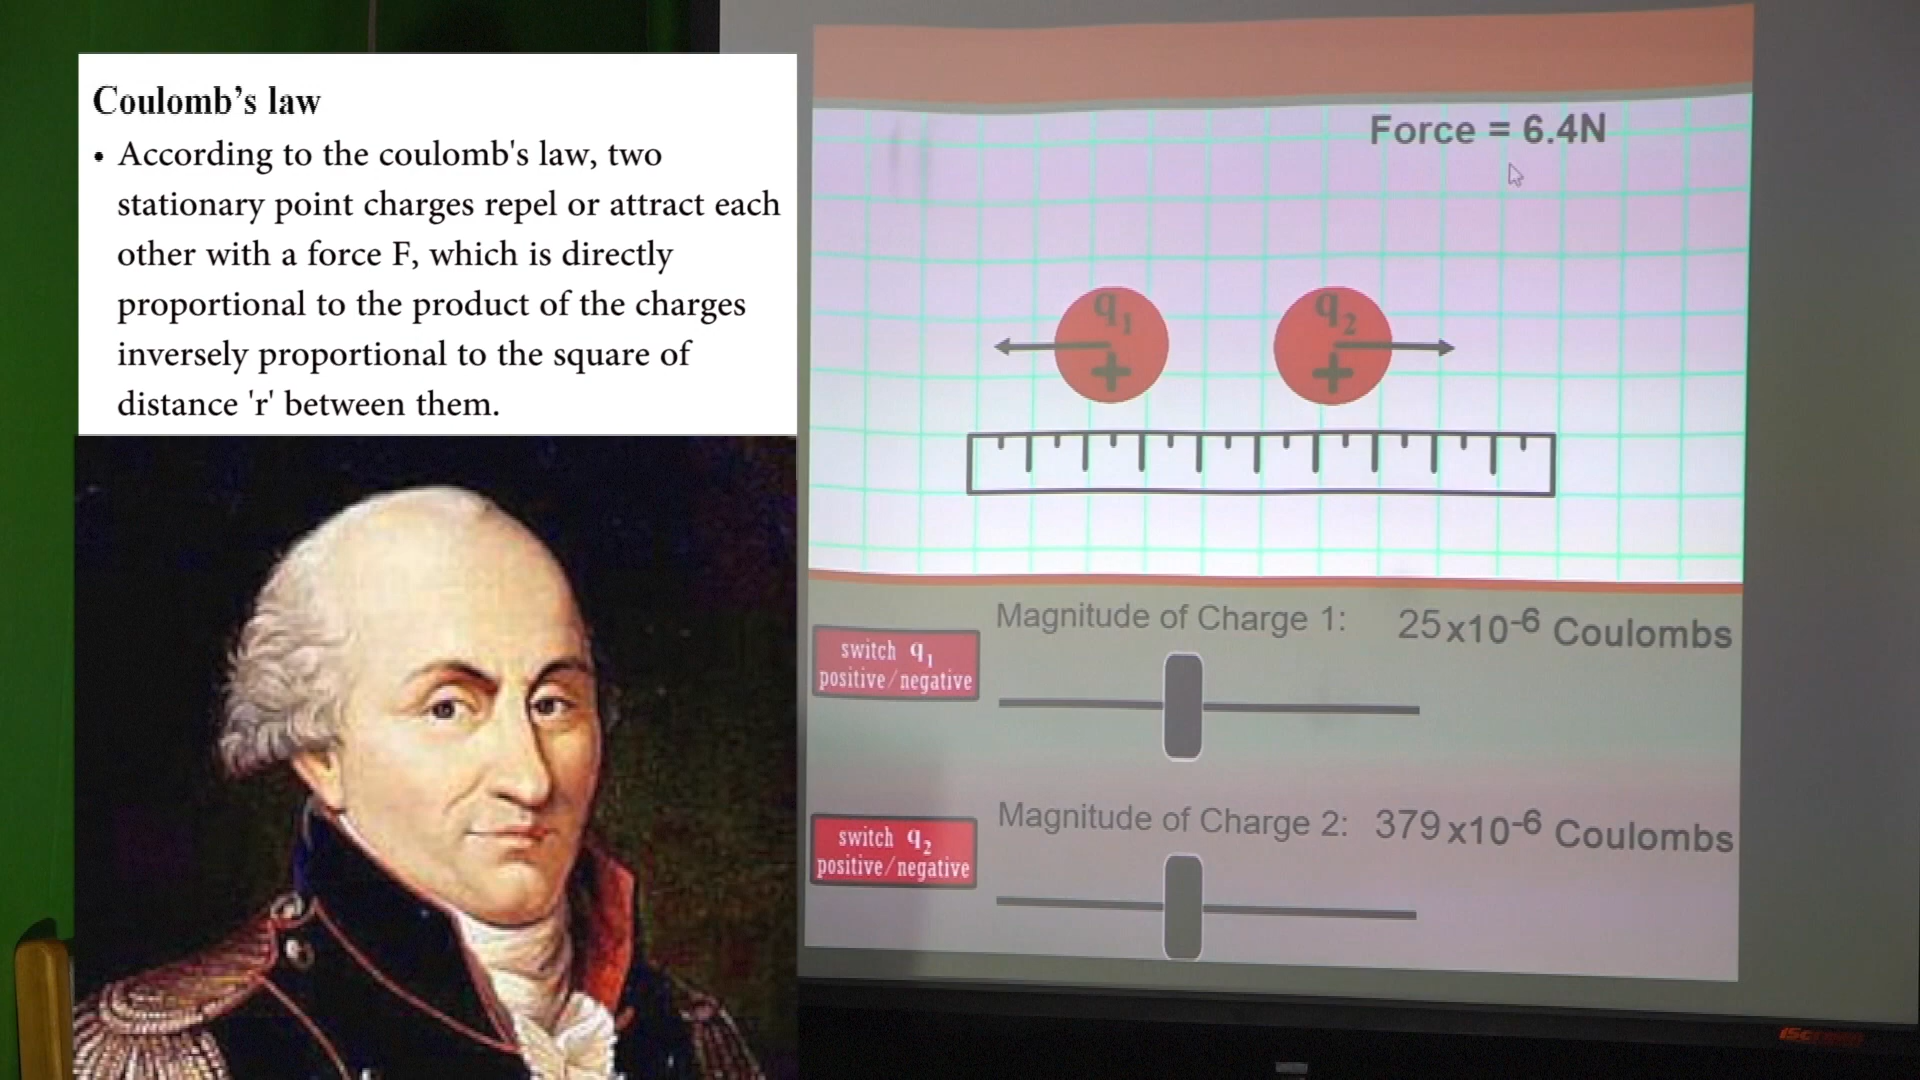 Coulomb's law
• According to the coulomb's law, two
stationary point charges repel or attract each
other with a force F, which is directly
proportional to the product of the charges
inversely proportional to the square of
distance 'r' between them.
Force = 6.4N
q₁ q₂
+ +
Magnitude of Charge 1: 25x10⁻⁶ Coulombs
switch q₁
positive/negative
Magnitude of Charge 2: 379x10⁻⁶ Coulombs
switch q₂
positive/negative